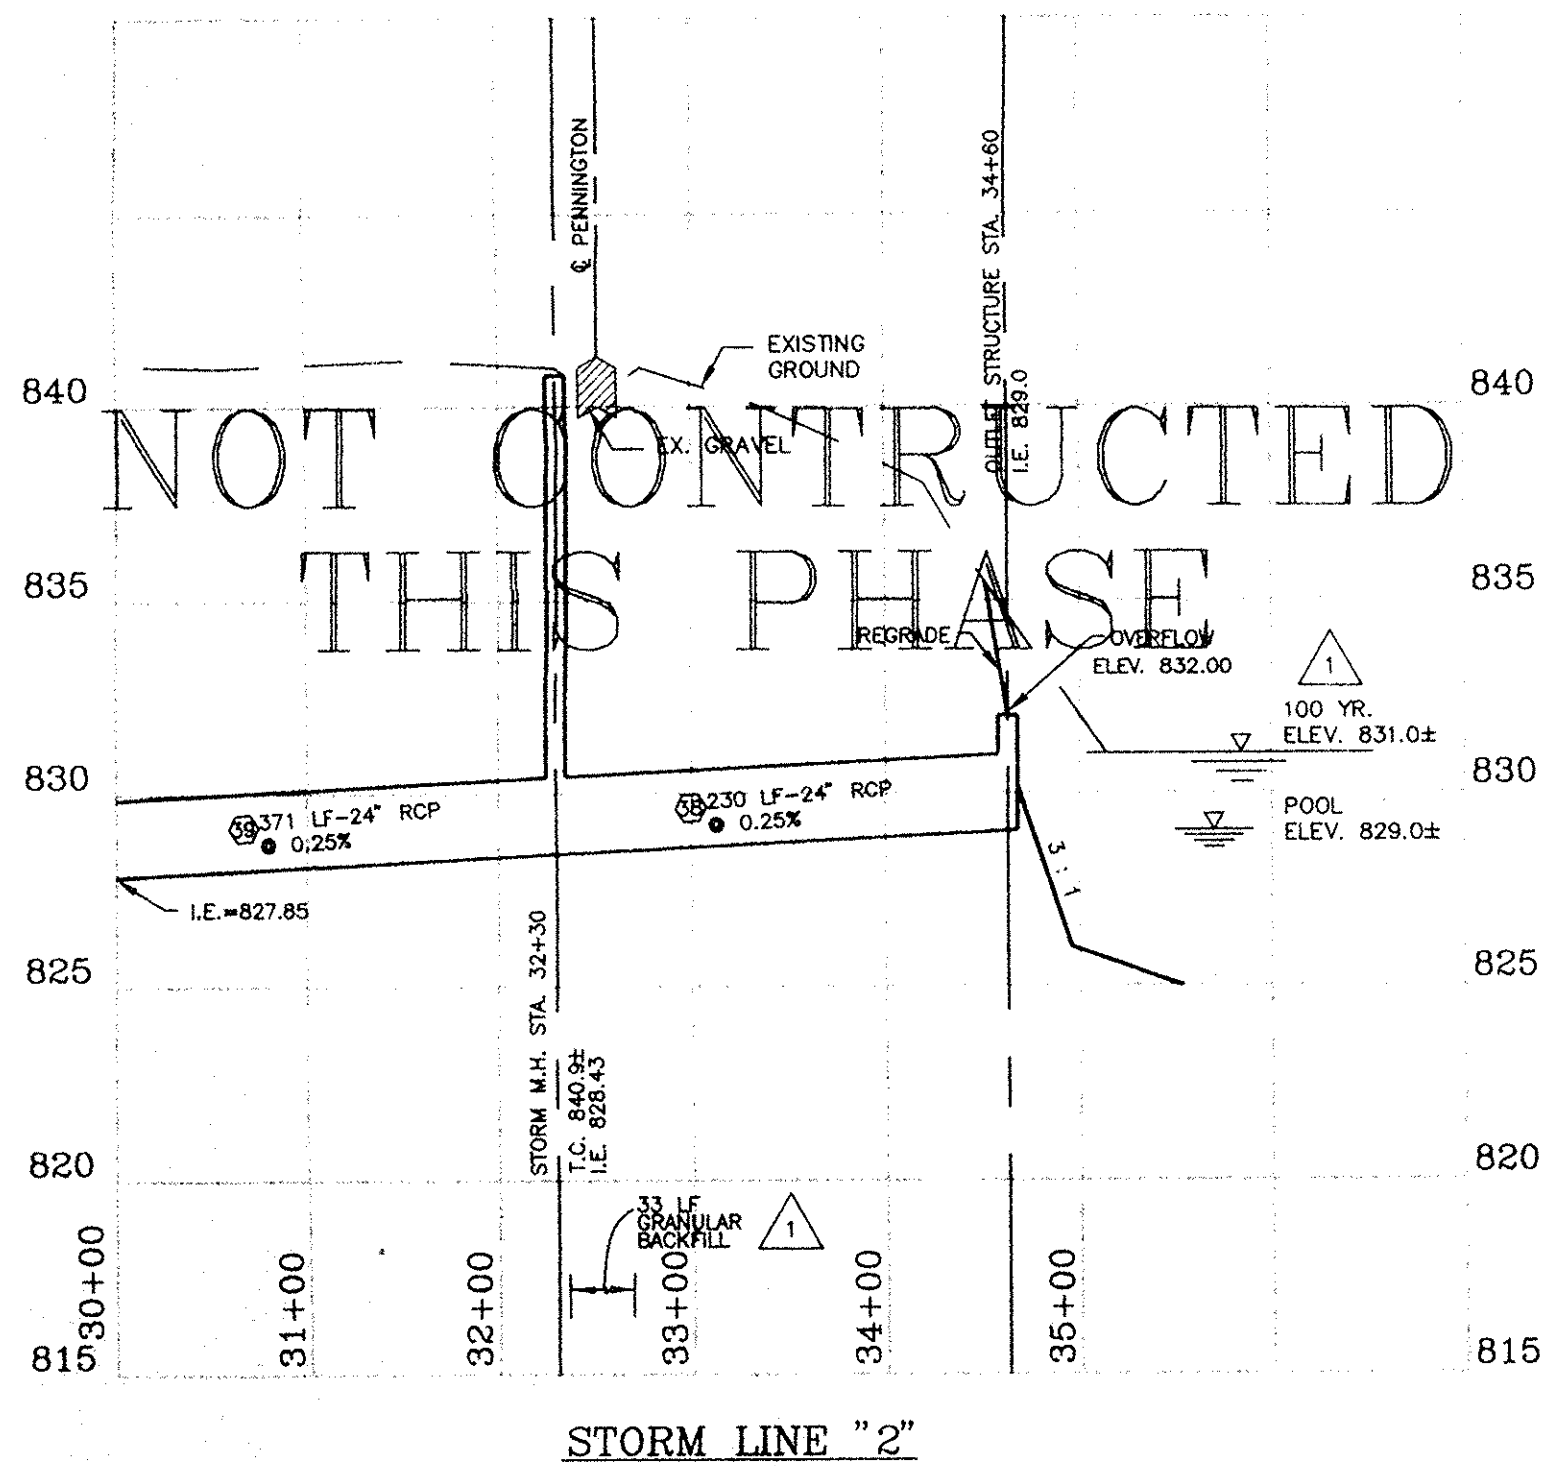 ℄ PENNINGTON
OUTLET STRUCTURE STA. 34+60
I.E. 829.0
EXISTING
GROUND
840
840
NOT CONTRUCTED
EX. GRAVEL
THIS PHASE
835
835
REGRADE
OVERFLOW
ELEV. 832.00
1
100 YR.
ELEV. 831.0±
830
830
39 371 LF-24" RCP
@ 0.25%
38 230 LF-24" RCP
@ 0.25%
POOL
ELEV. 829.0±
3 : 1
I.E.=827.85
825
825
STORM M.H. STA. 32+30
T.C. 840.9±
I.E. 828.43
820
820
33 LF
GRANULAR
BACKFILL
1
30+00
31+00
32+00
33+00
34+00
35+00
815
815
STORM LINE "2"